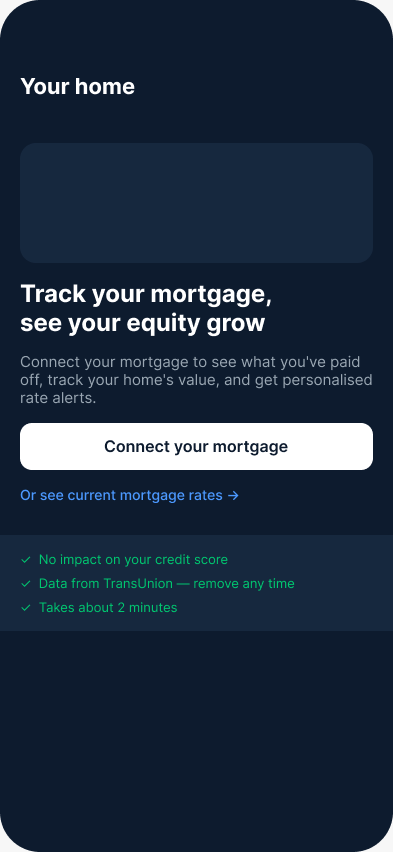 Your home
Track your mortgage,
see your equity grow
Connect your mortgage to see what you've paid
off, track your home's value, and get personalised
rate alerts.
Connect your mortgage
Or see current mortgage rates →
✓ No impact on your credit score
✓ Data from TransUnion — remove any time
✓ Takes about 2 minutes